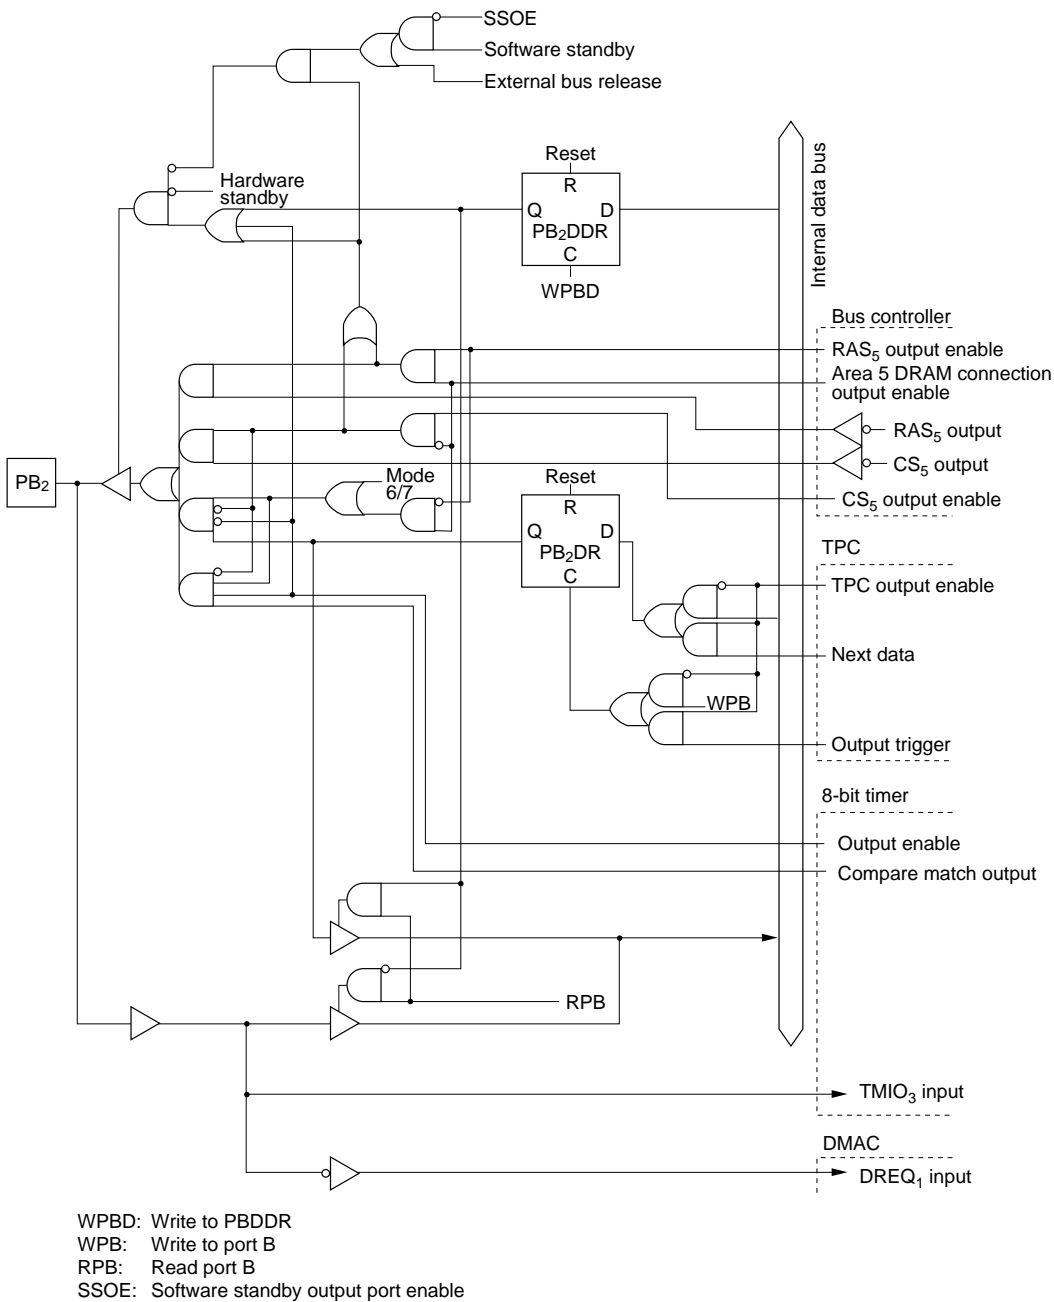 SSOE
Software standby
External bus release
Hardware
standby
Reset
R
Q D
PB2DDR
C
WPBD
Internal data bus
Bus controller
RAS5 output enable
Area 5 DRAM connection
output enable
RAS5 output
CS5 output
CS5 output enable
PB2
Mode
6/7
Reset
R
Q D
PB2DR
C
TPC
TPC output enable
Next data
WPB
Output trigger
8-bit timer
Output enable
Compare match output
RPB
TMIO3 input
DMAC
DREQ1 input
WPBD: Write to PBDDR
WPB: Write to port B
RPB: Read port B
SSOE: Software standby output port enable